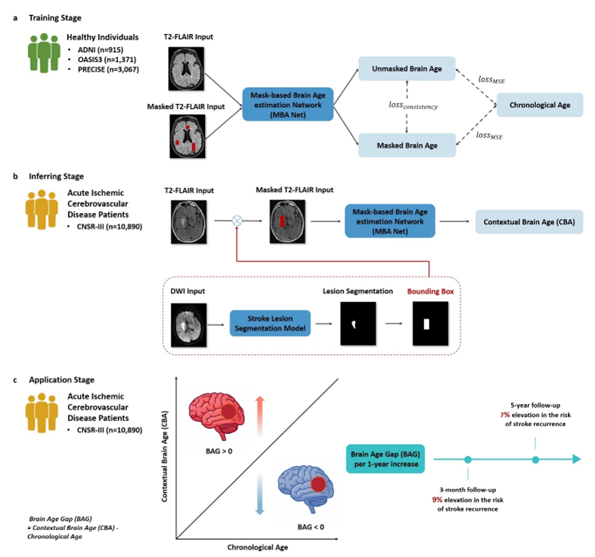 a Training Stage
Healthy Individuals
• ADNI (n=915)
• OASIS3 (n=1,371)
• PRECISE (n=3,067)
T2-FLAIR Input
Masked T2-FLAIR Input
Mask-based Brain Age
estimation Network
(MBA Net)
Unmasked Brain Age
Masked Brain Age
loss_consistency
loss_MSE
loss_MSE
Chronological Age
b Inferring Stage
Acute Ischemic
Cerebrovascular
Disease Patients
• CNSR-III (n=10,890)
T2-FLAIR Input
Masked T2-FLAIR Input
Mask-based Brain Age
estimation Network
(MBA Net)
Contextual Brain Age (CBA)
DWI Input
Stroke Lesion
Segmentation Model
Lesion Segmentation
Bounding Box
c Application Stage
Acute Ischemic
Cerebrovascular
Disease Patients
• CNSR-III (n=10,890)
Brain Age Gap (BAG)
= Contextual Brain Age (CBA) -
Chronological Age
Contextual Brain Age (CBA)
BAG > 0
BAG < 0
Chronological Age
Brain Age Gap (BAG)
per 1-year increase
5-year follow-up
7% elevation in the risk
of stroke recurrence
3-month follow-up
9% elevation in the risk
of stroke recurrence